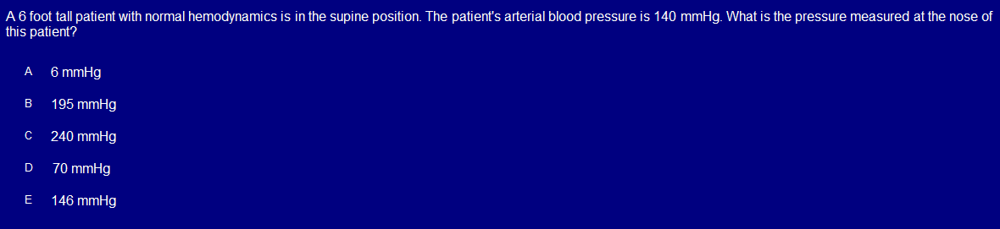 A 6 foot tall patient with normal hemodynamics is in the supine position. The patient's arterial blood pressure is 140 mmHg. What is the pressure measured at the nose of
this patient?
A 6 mmHg
B 195 mmHg
C 240 mmHg
D 70 mmHg
E 146 mmHg